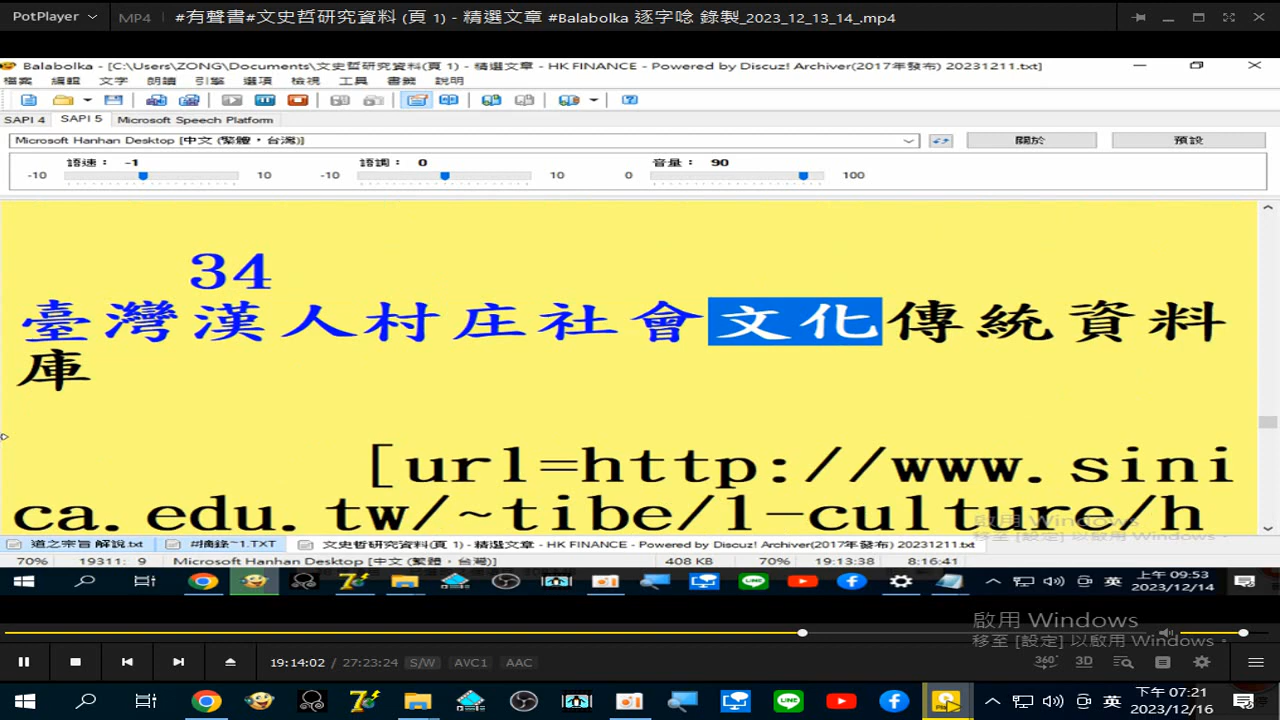 PotPlayer MP4 #有聲書#文史哲研究資料 (頁 1) - 精選文章 #Balabolka 逐字唸 錄製_2023_12_13_14_.mp4
Balabolka - [C:\Users\ZONG\Documents\文史哲研究資料(頁 1) - 精選文章 - HK FINANCE - Powered by Discuz! Archiver(2017年發布) 20231211.txt]
檔案 編輯 文字 朗讀 引擎 選項 檢視 工具 書籤 說明
SAPI 4 SAPI 5 Microsoft Speech Platform
Microsoft Hanhan Desktop [中文 (繁體，台灣)] 關於 預設
語速： -1 語調： 0 音量： 90
-10 10 -10 10 0 100
34
臺灣漢人村庄社會文化傳統資料
庫
[url=http://www.sini
ca.edu.tw/~tibe/l-culture/h
啟用 Windows
移至 [設定] 以啟用 Windows。
道之宗旨 解說.txt #摘錄~1.TXT 文史哲研究資料(頁 1) - 精選文章 - HK FINANCE - Powered by Discuz! Archiver(2017年發布) 20231211.txt
70% 19311: 9 Microsoft Hanhan Desktop [中文 (繁體，台灣)] 408 KB 70% 19:13:38 8:16:41
英 上午 09:53
2023/12/14
啟用 Windows
移至 [設定] 以啟用 Windows。
19:14:02 / 27:23:24 S/W AVC1 AAC 360° 3D
英 下午 07:21
2023/12/16